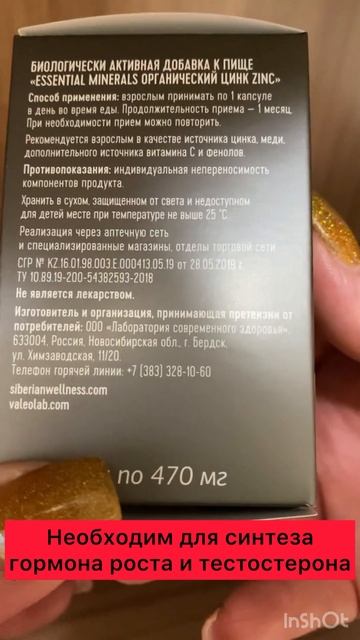 БИОЛОГИЧЕСКИ АКТИВНАЯ ДОБАВКА К ПИЩЕ
«ESSENTIAL MINERALS ОРГАНИЧЕСКИЙ ЦИНК ZINC»
Способ применения: взрослым принимать по 1 капсуле
в день во время еды. Продолжительность приема – 1 месяц.
При необходимости прием можно повторить.
Рекомендуется взрослым в качестве источника цинка, меди,
дополнительного источника витамина С и фенолов.
Противопоказания: индивидуальная непереносимость
компонентов продукта.
Хранить в сухом, защищенном от света и недоступном
для детей месте при температуре не выше 25 °С.
Реализация через аптечную сеть
и специализированные магазины, отделы торговой сети
СГР № KZ.16.01.98.003.E.000413.05.19 от 28.05.2019 г.
ТУ 10.89.19-200-54382593-2018
Не является лекарством.
Изготовитель и организация, принимающая претензии от
потребителей: ООО «Лаборатория современного здоровья»,
633004, Россия, Новосибирская обл., г. Бердск,
ул. Химзаводская, 11/20.
Телефон горячей линии: +7 (383) 328-10-60
siberianwellness.com
valeolab.com
по 470 мг
Необходим для синтеза
гормона роста и тестостерона
InShOt